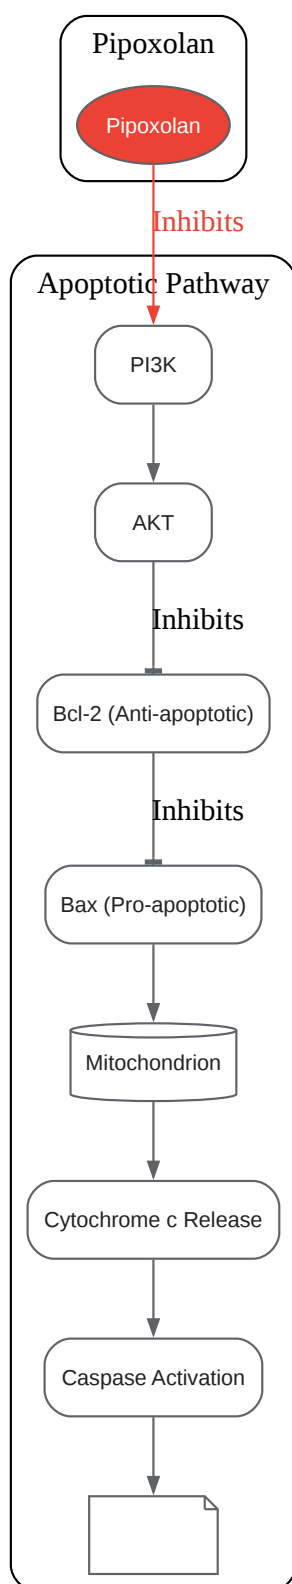 Pipoxolan
Pipoxolan
Inhibits
Apoptotic Pathway
PI3K
AKT
Inhibits
Bcl-2 (Anti-apoptotic)
Inhibits
Bax (Pro-apoptotic)
Mitochondrion
Cytochrome c Release
Caspase Activation